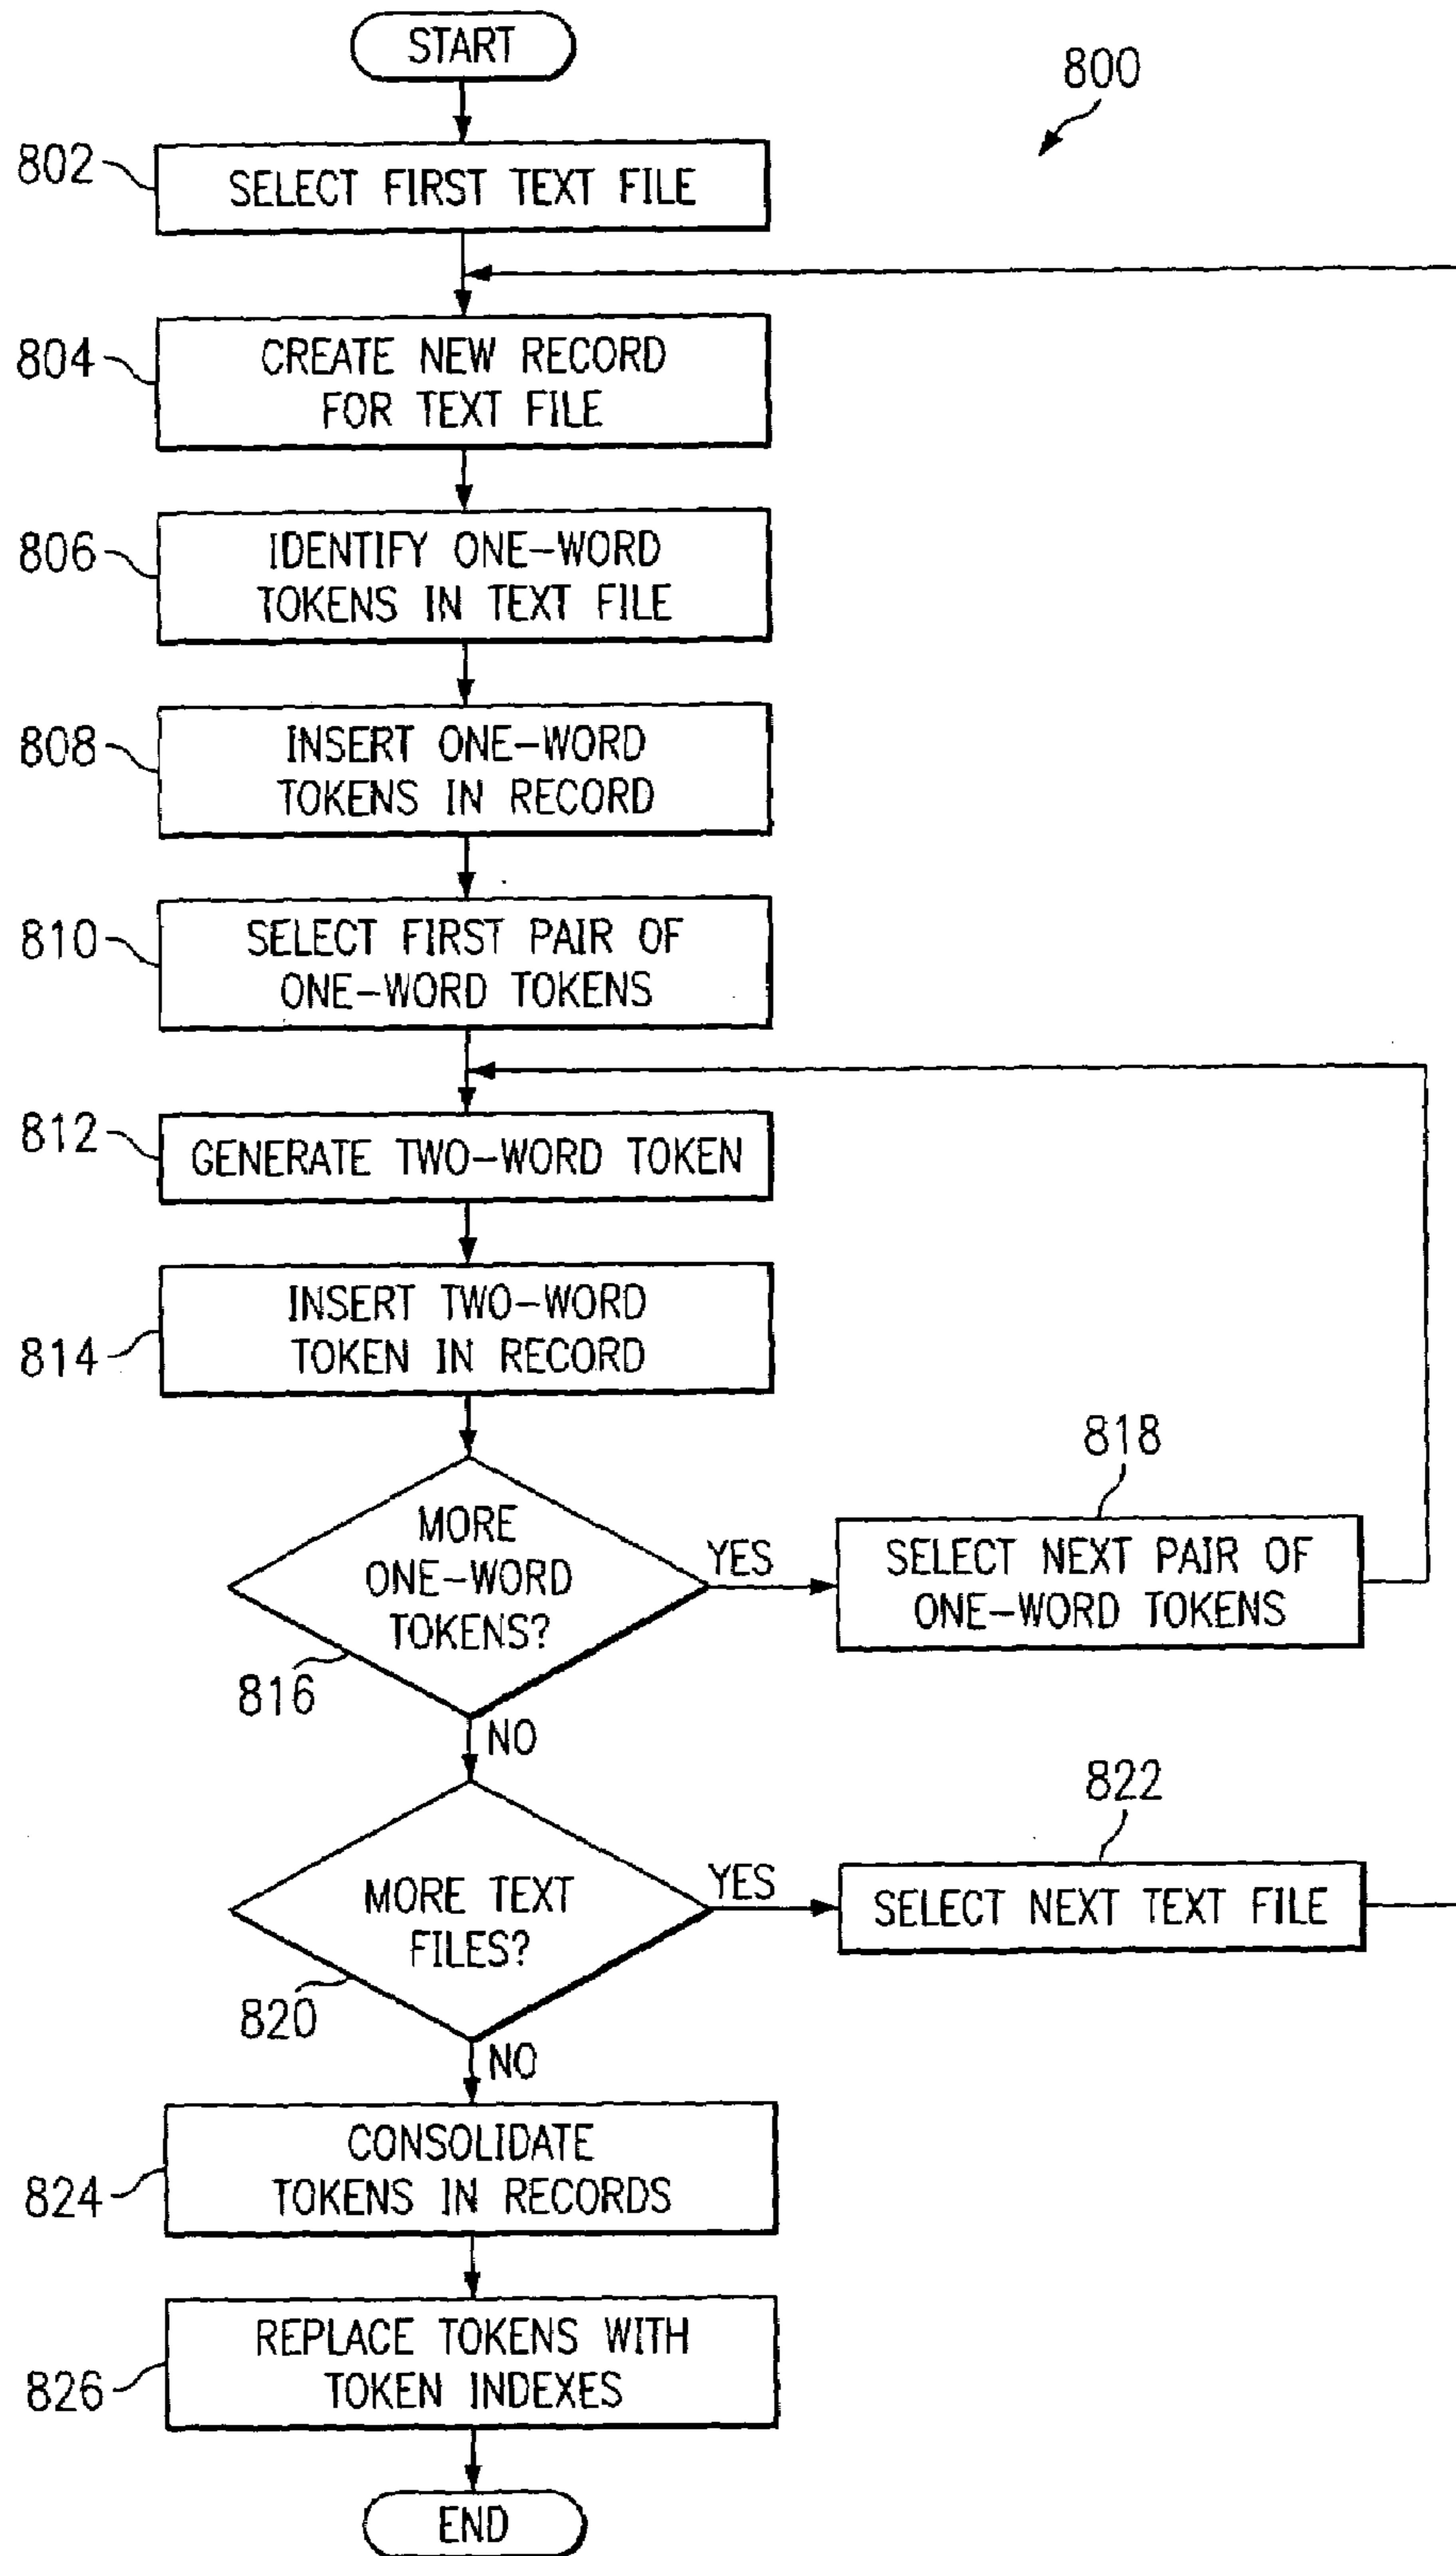 START
800
802
SELECT FIRST TEXT FILE
804
CREATE NEW RECORD
FOR TEXT FILE
806
IDENTIFY ONE-WORD
TOKENS IN TEXT FILE
808
INSERT ONE-WORD
TOKENS IN RECORD
810
SELECT FIRST PAIR OF
ONE-WORD TOKENS
812
GENERATE TWO-WORD TOKEN
814
INSERT TWO-WORD
TOKEN IN RECORD
MORE
ONE-WORD
TOKENS?
816
YES
818
SELECT NEXT PAIR OF
ONE-WORD TOKENS
NO
MORE TEXT
FILES?
820
YES
822
SELECT NEXT TEXT FILE
NO
824
CONSOLIDATE
TOKENS IN RECORDS
826
REPLACE TOKENS WITH
TOKEN INDEXES
END